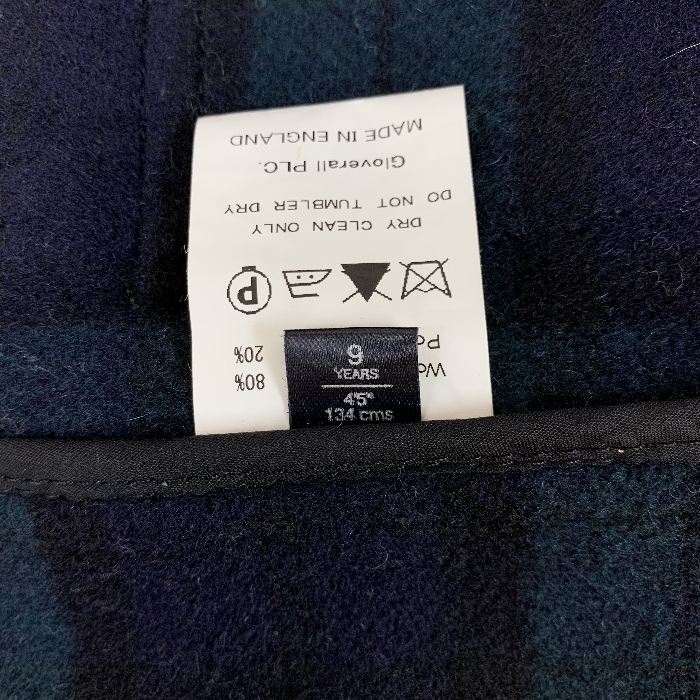 9
YEARS
4'5"
134 cms
80%
20%
P
DRY CLEAN ONLY
DO NOT TUMBLER DRY
Gloverall PLC.
MADE IN ENGLAND